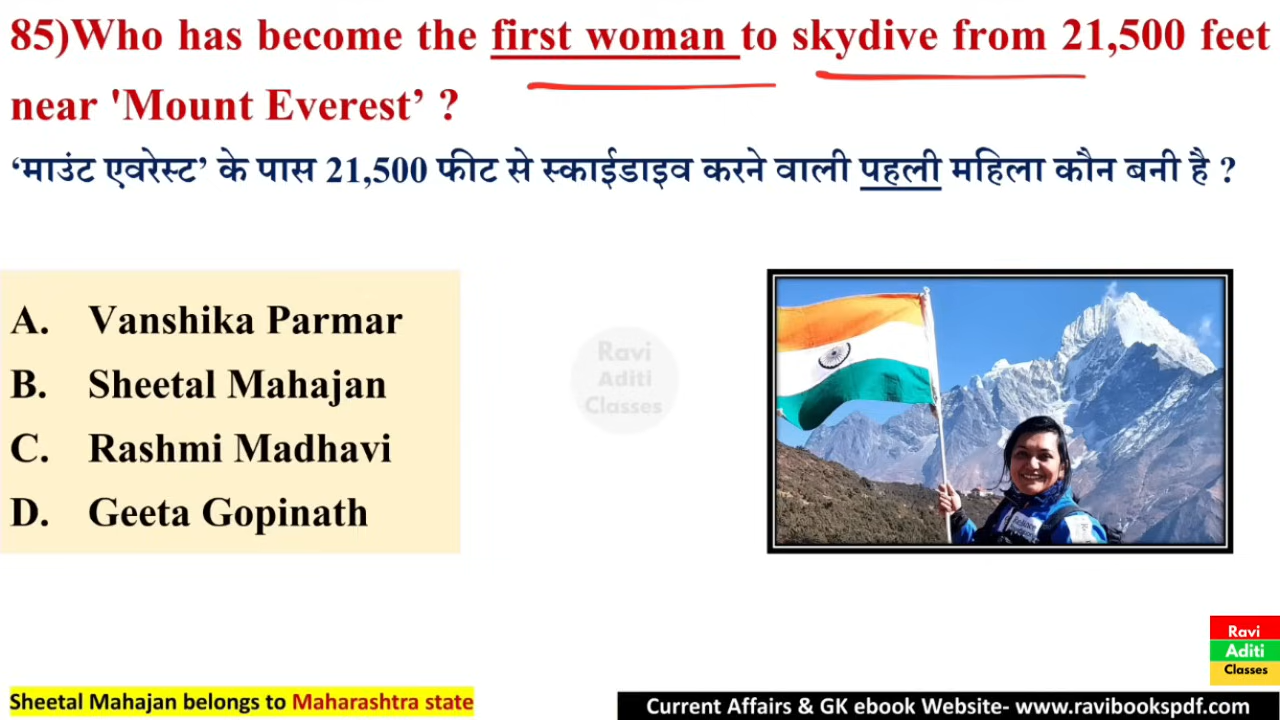 85)Who has become the first woman to skydive from 21,500 feet
near 'Mount Everest’ ?
‘माउंट एवरेस्ट’ के पास 21,500 फीट से स्काईडाइव करने वाली पहली महिला कौन बनी है ?
A. Vanshika Parmar
B. Sheetal Mahajan
C. Rashmi Madhavi
D. Geeta Gopinath
Ravi
Aditi
Classes
Ravi
Aditi
Classes
Sheetal Mahajan belongs to Maharashtra state
Current Affairs & GK ebook Website- www.ravibookspdf.com